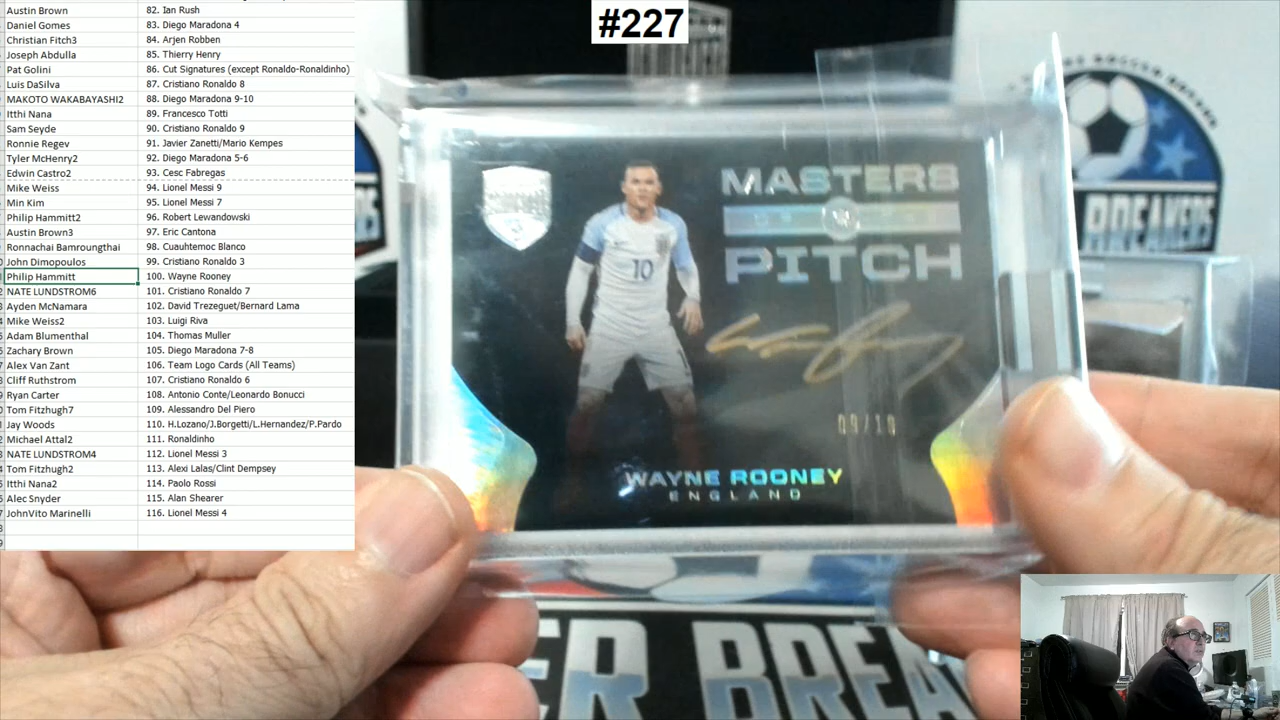 #227
Austin Brown 82. Ian Rush
Daniel Gomes 83. Diego Maradona 4
Christian Fitch3 84. Arjen Robben
Joseph Abdulla 85. Thierry Henry
Pat Golini 86. Cut Signatures (except Ronaldo-Ronaldinho)
Luis DaSilva 87. Cristiano Ronaldo 8
MAKOTO WAKABAYASHI2 88. Diego Maradona 9-10
Itthi Nana 89. Francesco Totti
Sam Seyde 90. Cristiano Ronaldo 9
Ronnie Regev 91. Javier Zanetti/Mario Kempes
Tyler McHenry2 92. Diego Maradona 5-6
Edwin Castro2 93. Cesc Fabregas
Mike Weiss 94. Lionel Messi 9
Min Kim 95. Lionel Messi 7
Philip Hammitt2 96. Robert Lewandowski
Austin Brown3 97. Eric Cantona
Ronnachai Bamroungthai 98. Cuauhtemoc Blanco
John Dimopoulos 99. Cristiano Ronaldo 3
Philip Hammitt 100. Wayne Rooney
NATE LUNDSTROM6 101. Cristiano Ronaldo 7
Ayden McNamara 102. David Trezeguet/Bernard Lama
Mike Weiss2 103. Luigi Riva
Adam Blumenthal 104. Thomas Muller
Zachary Brown 105. Diego Maradona 7-8
Alex Van Zant 106. Team Logo Cards (All Teams)
Cliff Ruthstrom 107. Cristiano Ronaldo 6
Ryan Carter 108. Antonio Conte/Leonardo Bonucci
Tom Fitzhugh7 109. Alessandro Del Piero
Jay Woods 110. H.Lozano/J.Borgetti/L.Hernandez/P.Pardo
Michael Attal2 111. Ronaldinho
NATE LUNDSTROM4 112. Lionel Messi 3
Tom Fitzhugh2 113. Alexi Lalas/Clint Dempsey
Itthi Nana2 114. Paolo Rossi
Alec Snyder 115. Alan Shearer
JohnVito Marinelli 116. Lionel Messi 4
MASTERS
PITCH
10
09/10
WAYNE ROONEY
ENGLAND
BREAKERS
ER BREA